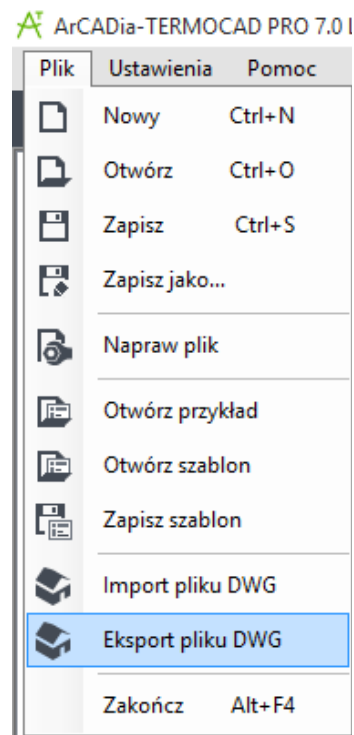 ArCADia-TERMOCAD PRO 7.0
Plik Ustawienia Pomoc
Nowy Ctrl+N
Otwórz Ctrl+O
Zapisz Ctrl+S
Zapisz jako...
Napraw plik
Otwórz przykład
Otwórz szablon
Zapisz szablon
Import pliku DWG
Eksport pliku DWG
Zakończ Alt+F4